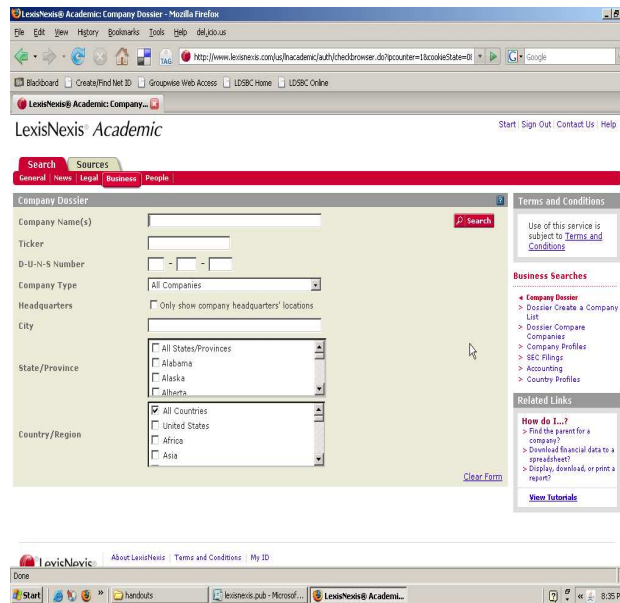 LexisNexis® Academic: Company Dossier - Mozilla Firefox
File Edit View History Bookmarks Tools Help del.icio.us
TAG http://www.lexisnexis.com/us/lnacademic/auth/checkbrowser.do?ipcounter=1&cookieState=0& Google
Blackboard Create/Find Net ID Groupwise Web Access LDSBC Home LDSBC Online
LexisNexis® Academic: Company...
LexisNexis® Academic
Start | Sign Out | Contact Us | Help
Search Sources
General | News | Legal | Business | People |
Company Dossier ?
Company Name(s)
Search
Ticker
D-U-N-S Number - -
Company Type All Companies
Headquarters Only show company headquarters' locations
City
State/Province
All States/Provinces
Alabama
Alaska
Alberta
Country/Region
All Countries
United States
Africa
Asia
Clear Form
Terms and Conditions
Use of this service is
subject to Terms and
Conditions
Business Searches
Company Dossier
> Dossier Create a Company
List
> Dossier Compare
Companies
> Company Profiles
> SEC Filings
> Accounting
> Country Profiles
Related Links
How do I...?
> Find the parent for a
company?
> Download financial data to a
spreadsheet?
> Display, download, or print a
report?
View Tutorials
LexisNexis® About LexisNexis | Terms and Conditions | My ID
Done
Start » handouts lexisnexis.pub - Microsof... LexisNexis® Academi... « 8:35 P